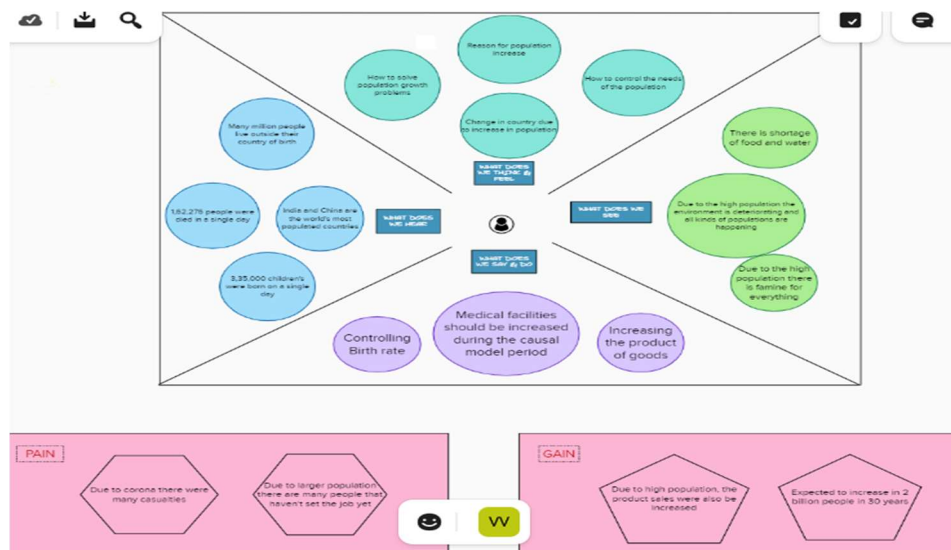 Reason for population
increase
How to solve
population growth
problems
How to control the needs
of the population
Change in country due
to increase in population
WHAT DOES
WE THINK &
FEEL
Many million people
live outside their
country of birth
1,62,276 people were
died in a single day
India and China are
the world's most
populated countries
3,35,000 children's
were born on a single
day
WHAT DOES
WE HEAR
WHAT DOES WE
SEE
There is shortage
of food and water
Due to the high population the
environment is deteriorating and
all kinds of populations are
happening
Due to the high
population there
is famine for
everything
WHAT DOES
WE SAY & DO
Controlling
Birth rate
Medical facilities
should be increased
during the causal
model period
Increasing
the product
of goods
PAIN
Due to corona there were
many casualties
Due to larger population
there are many people that
haven't set the job yet
GAIN
Due to high population, the
product sales were also be
increased
Expected to increase in 2
billion people in 30 years
VV